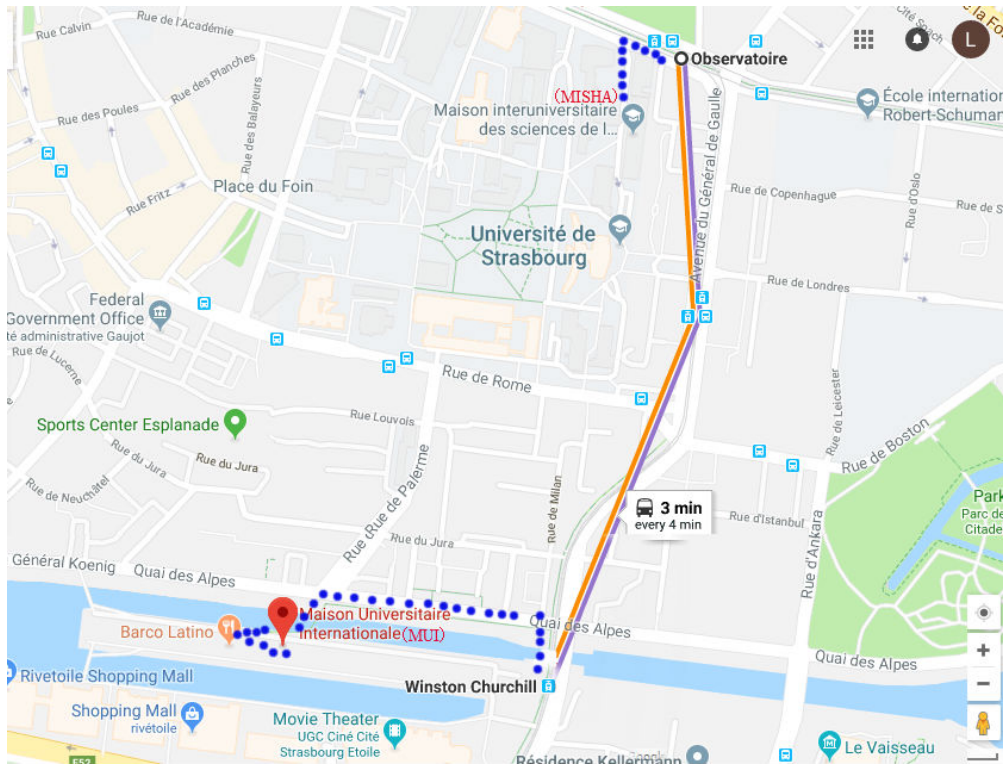 Rue Calvin
Rue de l'Académie
Rue des Planches
Rue des Poules
Rue des Balayeurs
Rue Fritz
Place du Foin
(MISHA)
Maison interuniversitaire
des sciences de l...
Observatoire
L
École internation
Robert-Schuman
Avenue du Général de Gaulle
Rue de Copenhague
Rue d'Oslo
Rue de S
Université de
Strasbourg
Rue de Londres
Federal
Government Office
té administrative Gaujot
Rue de Lucerne
Rue de Rome
Rue de Leicester
Rue de Boston
Sports Center Esplanade
Rue Louvois
Rue du Jura
Rue du Jura
Rue de Neuchâtel
Rue de Palerme
Rue de Milan
3 min
every 4 min
Rue d'Istanbul
Rue d'Ankara
Park
Parc de
Citade
Rue du Jura
Général Koenig
Quai des Alpes
Maison Universitaire
Internationale(MUI)
Barco Latino
Quai des Alpes
Quai des Alpes
Rivetoile Shopping Mall
Winston Churchill
Shopping Mall
rivétoile
Movie Theater
UGC Ciné Cité
Strasbourg Etoile
Résidence Kellermann
Le Vaisseau
E52